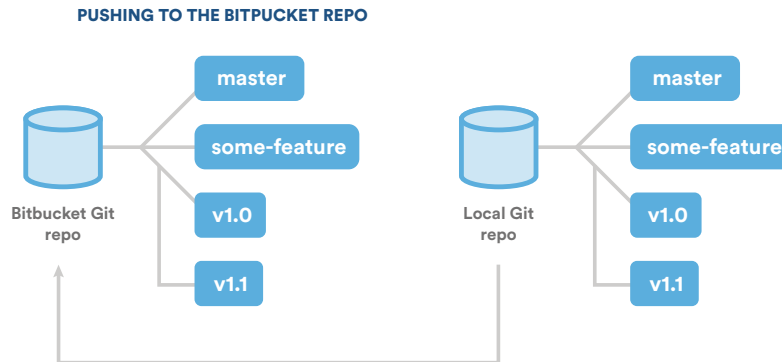 PUSHING TO THE BITPUCKET REPO
master
some-feature
v1.0
v1.1
Bitbucket Git
repo
master
some-feature
v1.0
v1.1
Local Git
repo